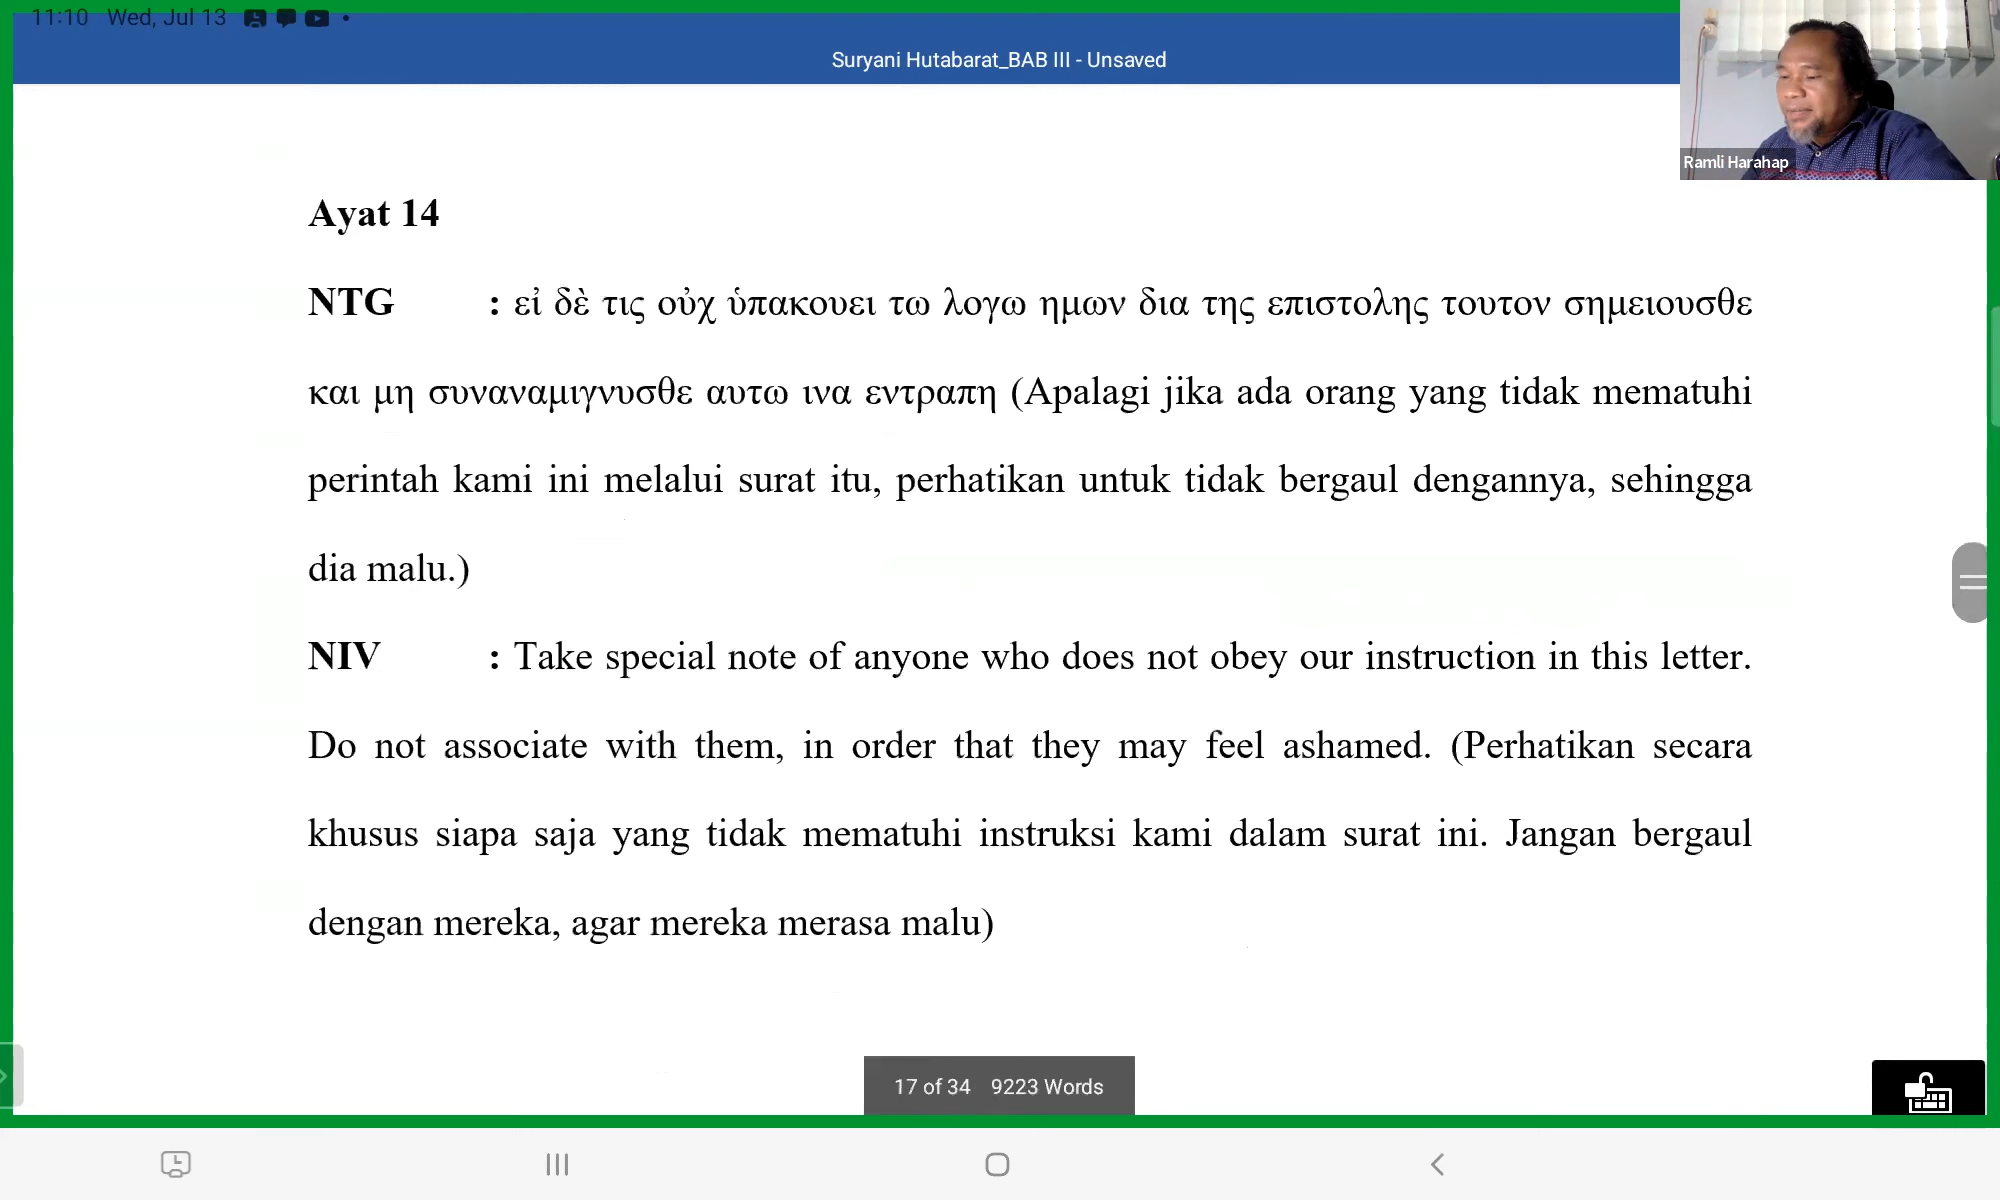 11:10 Wed, Jul 13
Suryani Hutabarat_BAB III - Unsaved
Ramli Harahap
Ayat 14
NTG : εἰ δὲ τις οὐχ ὑπακουει τω λογω ημων δια της επιστολης τουτον σημειουσθε
και μη συναναμιγνυσθε αυτω ινα εντραπη (Apalagi jika ada orang yang tidak mematuhi
perintah kami ini melalui surat itu, perhatikan untuk tidak bergaul dengannya, sehingga
dia malu.)
NIV : Take special note of anyone who does not obey our instruction in this letter.
Do not associate with them, in order that they may feel ashamed. (Perhatikan secara
khusus siapa saja yang tidak mematuhi instruksi kami dalam surat ini. Jangan bergaul
dengan mereka, agar mereka merasa malu)
17 of 34 9223 Words